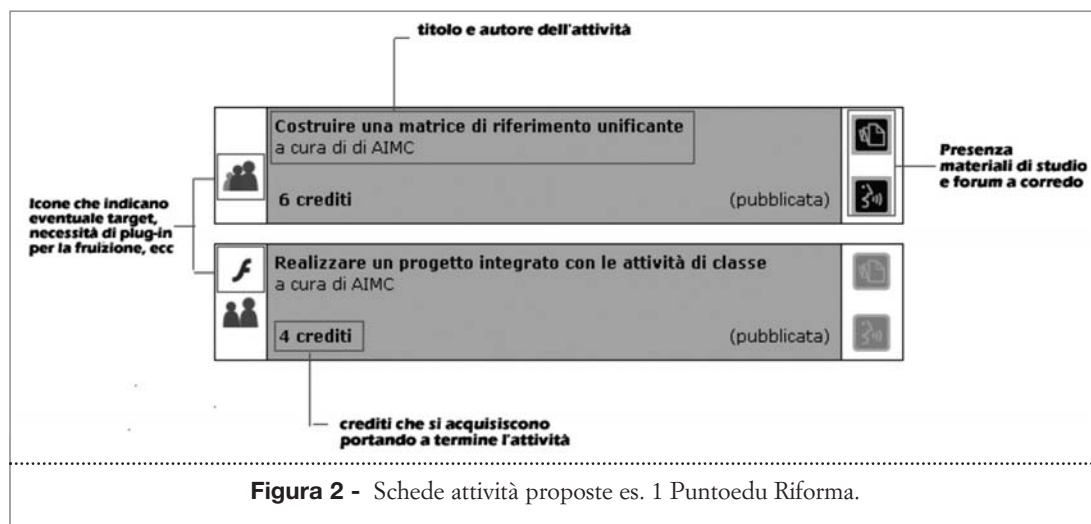 titolo e autore dell'attività
Costruire una matrice di riferimento unificante
a cura di di AIMC
6 crediti
(pubblicata)
Presenza
materiali di studio
e forum a corredo
Icone che indicano
eventuale target,
necessità di plug-in
per la fruizione, ecc
Realizzare un progetto integrato con le attività di classe
a cura di AIMC
4 crediti
(pubblicata)
crediti che si acquisiscono
portando a termine l'attività
Figura 2 - Schede attività proposte es. 1 Puntoedu Riforma.